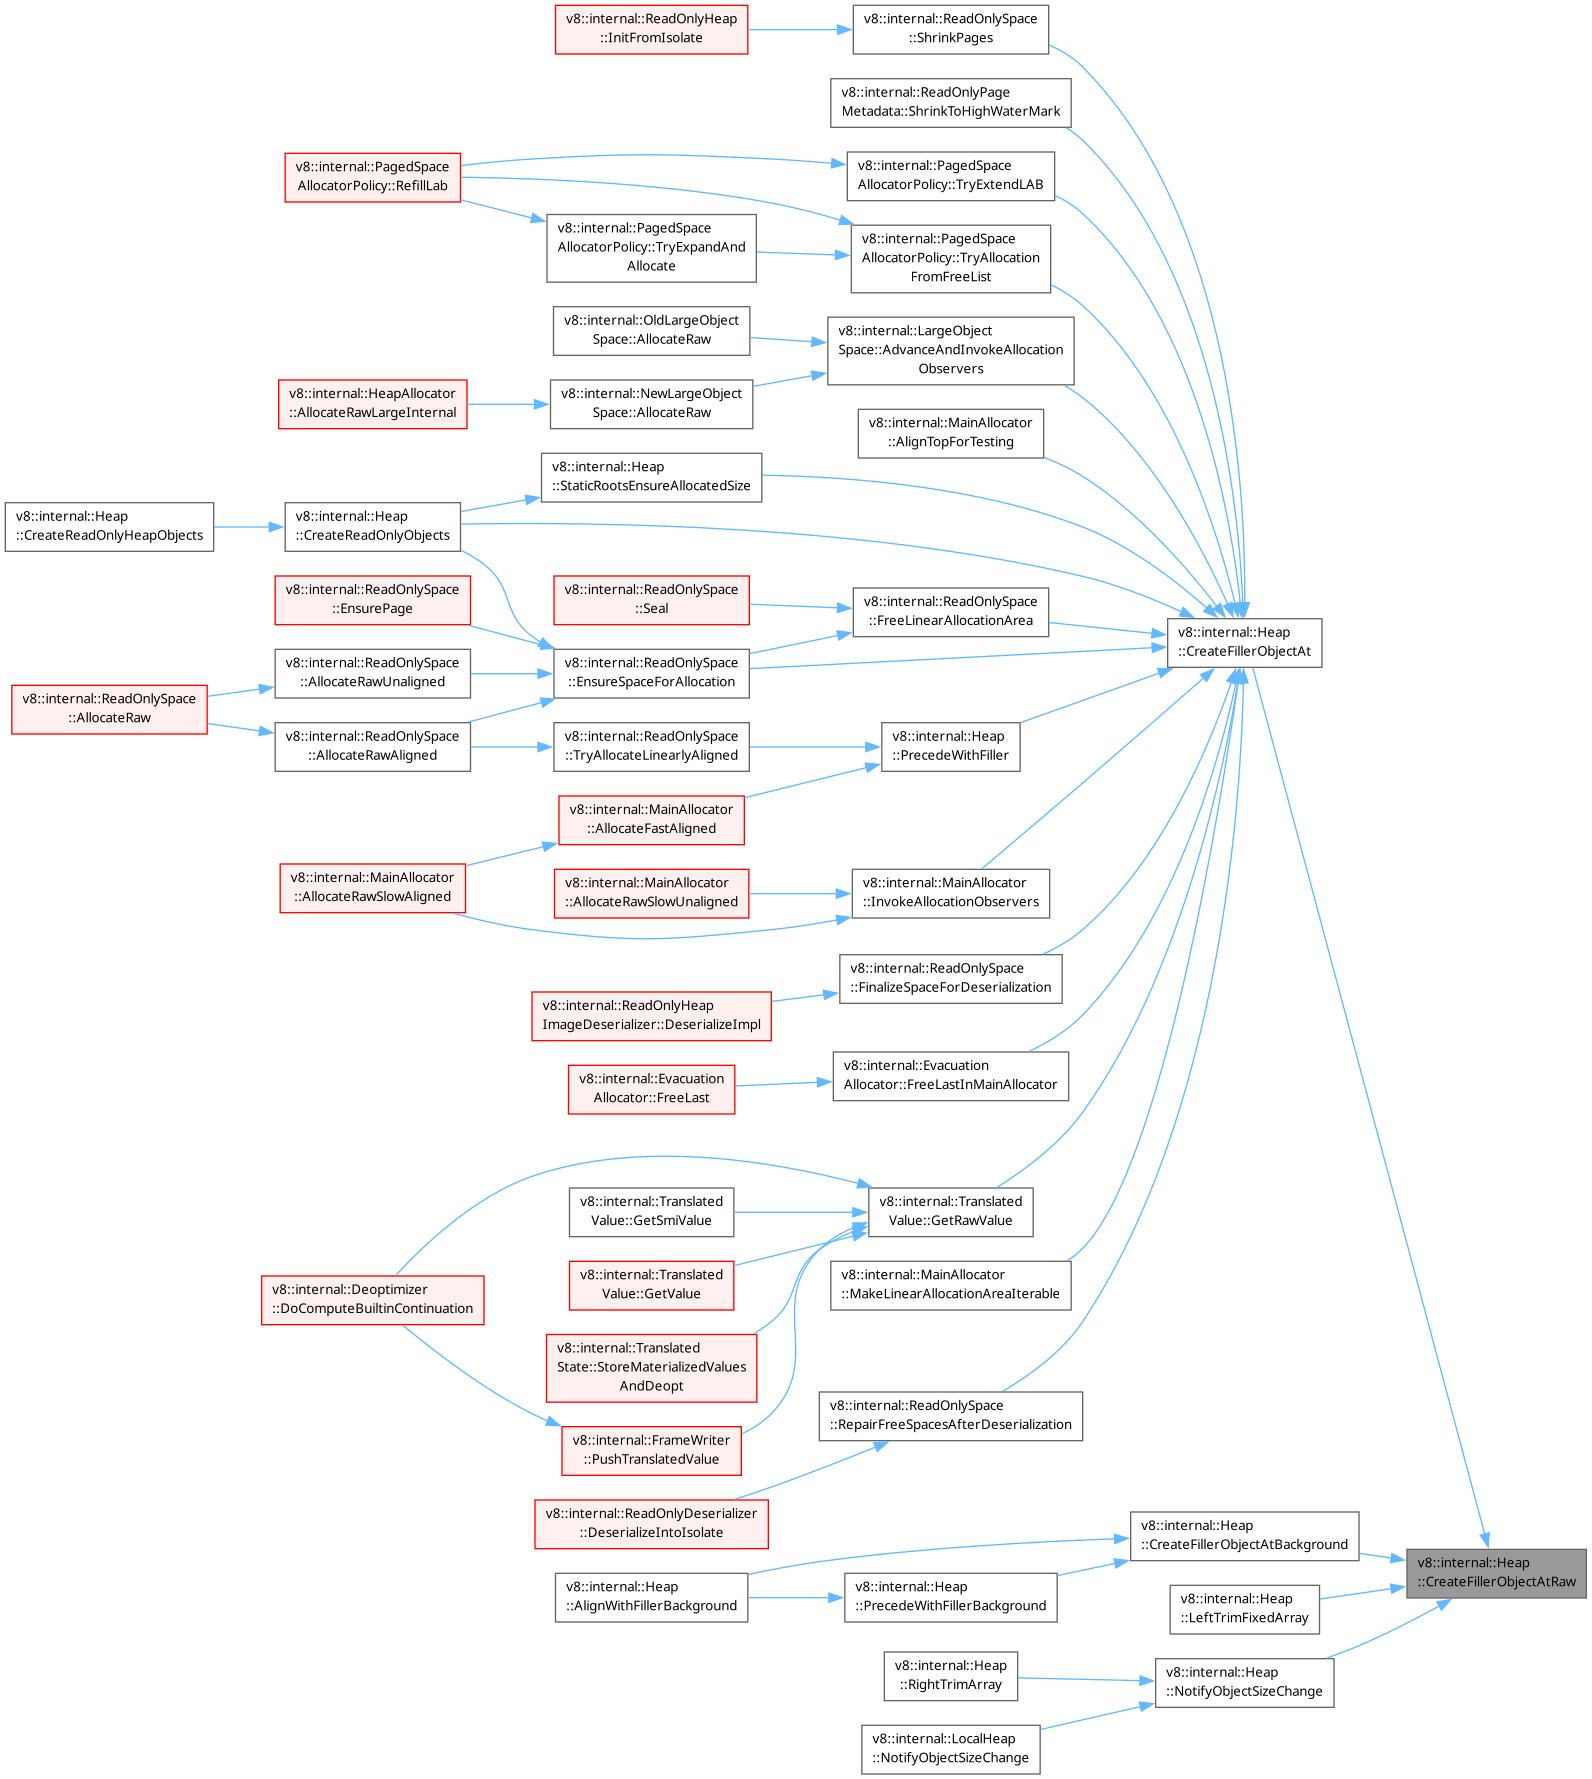 v8::internal::ReadOnlyHeap
::InitFromIsolate
v8::internal::ReadOnlySpace
::ShrinkPages
v8::internal::ReadOnlyPage
Metadata::ShrinkToHighWaterMark
v8::internal::PagedSpace
AllocatorPolicy::RefillLab
v8::internal::PagedSpace
AllocatorPolicy::TryExtendLAB
v8::internal::PagedSpace
AllocatorPolicy::TryExpandAnd
Allocate
v8::internal::PagedSpace
AllocatorPolicy::TryAllocation
FromFreeList
v8::internal::OldLargeObject
Space::AllocateRaw
v8::internal::LargeObject
Space::AdvanceAndInvokeAllocation
Observers
v8::internal::HeapAllocator
::AllocateRawLargeInternal
v8::internal::NewLargeObject
Space::AllocateRaw
v8::internal::MainAllocator
::AlignTopForTesting
v8::internal::Heap
::StaticRootsEnsureAllocatedSize
v8::internal::Heap
::CreateReadOnlyHeapObjects
v8::internal::Heap
::CreateReadOnlyObjects
v8::internal::ReadOnlySpace
::EnsurePage
v8::internal::ReadOnlySpace
::Seal
v8::internal::ReadOnlySpace
::FreeLinearAllocationArea
v8::internal::Heap
::CreateFillerObjectAt
v8::internal::ReadOnlySpace
::AllocateRawUnaligned
v8::internal::ReadOnlySpace
::EnsureSpaceForAllocation
v8::internal::ReadOnlySpace
::AllocateRaw
v8::internal::ReadOnlySpace
::AllocateRawAligned
v8::internal::ReadOnlySpace
::TryAllocateLinearlyAligned
v8::internal::Heap
::PrecedeWithFiller
v8::internal::MainAllocator
::AllocateFastAligned
v8::internal::MainAllocator
::AllocateRawSlowAligned
v8::internal::MainAllocator
::AllocateRawSlowUnaligned
v8::internal::MainAllocator
::InvokeAllocationObservers
v8::internal::ReadOnlySpace
::FinalizeSpaceForDeserialization
v8::internal::ReadOnlyHeap
ImageDeserializer::DeserializeImpl
v8::internal::Evacuation
Allocator::FreeLastInMainAllocator
v8::internal::Evacuation
Allocator::FreeLast
v8::internal::Translated
Value::GetSmiValue
v8::internal::Translated
Value::GetRawValue
v8::internal::Deoptimizer
::DoComputeBuiltinContinuation
v8::internal::Translated
Value::GetValue
v8::internal::MainAllocator
::MakeLinearAllocationAreaIterable
v8::internal::Translated
State::StoreMaterializedValues
AndDeopt
v8::internal::ReadOnlySpace
::RepairFreeSpacesAfterDeserialization
v8::internal::FrameWriter
::PushTranslatedValue
v8::internal::ReadOnlyDeserializer
::DeserializeIntoIsolate
v8::internal::Heap
::CreateFillerObjectAtBackground
v8::internal::Heap
::CreateFillerObjectAtRaw
v8::internal::Heap
::AlignWithFillerBackground
v8::internal::Heap
::PrecedeWithFillerBackground
v8::internal::Heap
::LeftTrimFixedArray
v8::internal::Heap
::RightTrimArray
v8::internal::Heap
::NotifyObjectSizeChange
v8::internal::LocalHeap
::NotifyObjectSizeChange